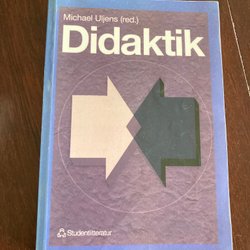 Michael Uljens (red.)
Didaktik
Studentlitteratur